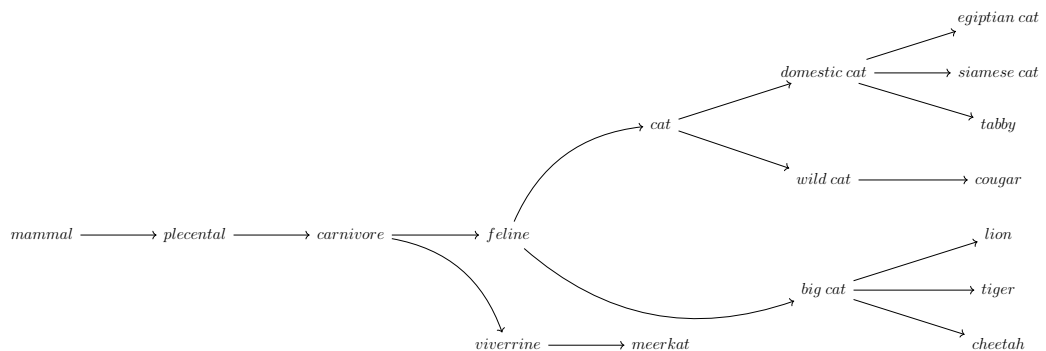 egiptian cat
domestic cat
siamese cat
cat
tabby
wild cat
cougar
mammal
plecental
carnivore
feline
lion
big cat
tiger
viverrine
meerkat
cheetah